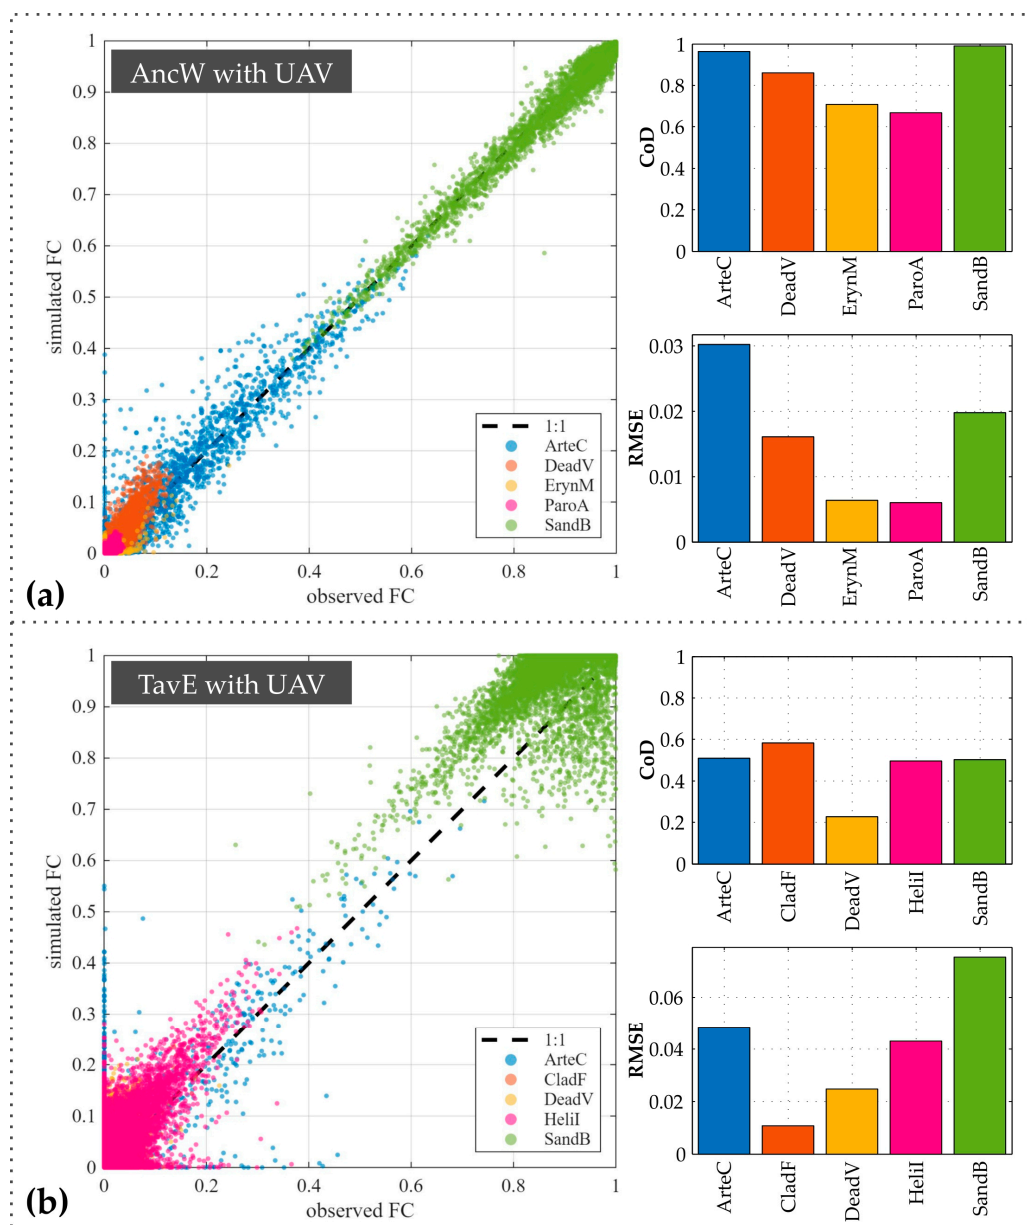 AncW with UAV
1
0.9
0.8
0.7
0.6
0.5
0.4
0.3
0.2
0.1
0
simulated FC
0 0.2 0.4 0.6 0.8 1
observed FC
1:1
ArteC
DeadV
ErynM
ParoA
SandB
1
0.8
0.6
0.4
0.2
0
CoD
ArteC DeadV ErynM ParoA SandB
0.03
0.02
0.01
0
RMSE
ArteC DeadV ErynM ParoA SandB
(a)
TavE with UAV
1
0.9
0.8
0.7
0.6
0.5
0.4
0.3
0.2
0.1
0
simulated FC
0 0.2 0.4 0.6 0.8 1
observed FC
1:1
ArteC
CladF
DeadV
HeliI
SandB
1
0.8
0.6
0.4
0.2
0
CoD
ArteC CladF DeadV HeliI SandB
0.06
0.04
0.02
0
RMSE
ArteC CladF DeadV HeliI SandB
(b)